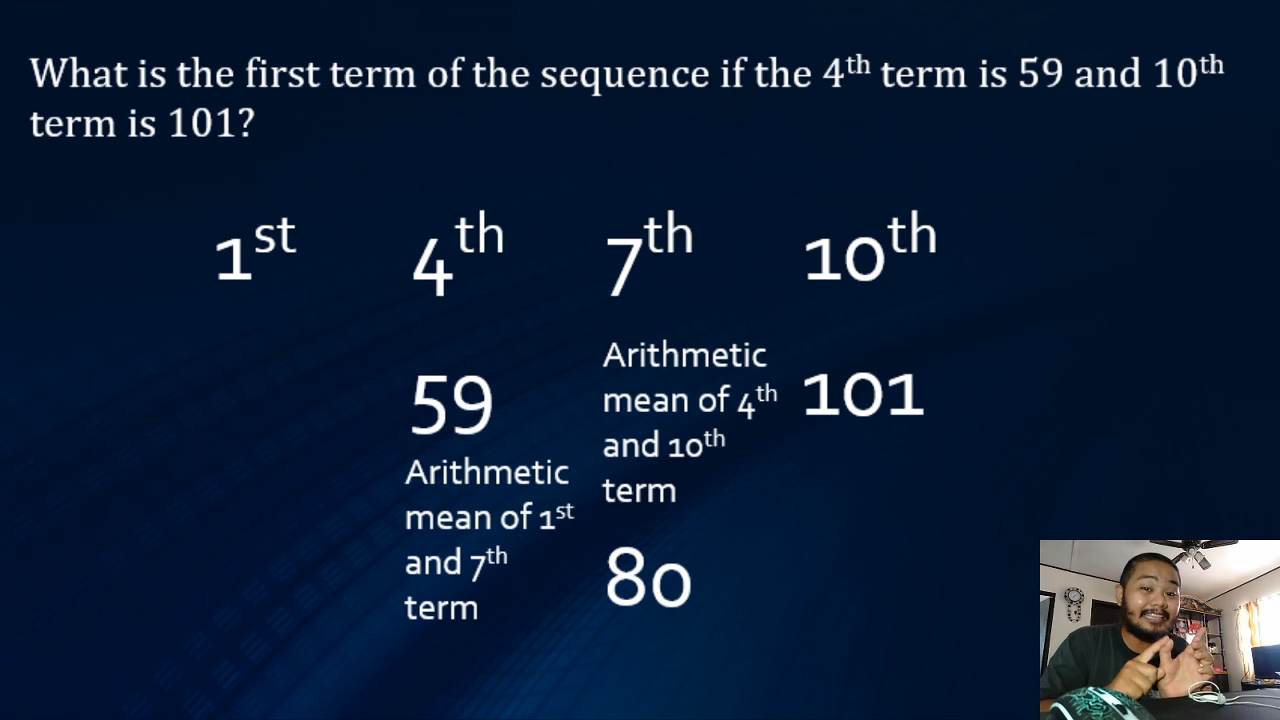 What is the first term of the sequence if the 4th term is 59 and 10th
term is 101?
1st 4th 7th 10th
59
Arithmetic
mean of 1st
and 7th
term
Arithmetic
mean of 4th
and 10th
term
80
101